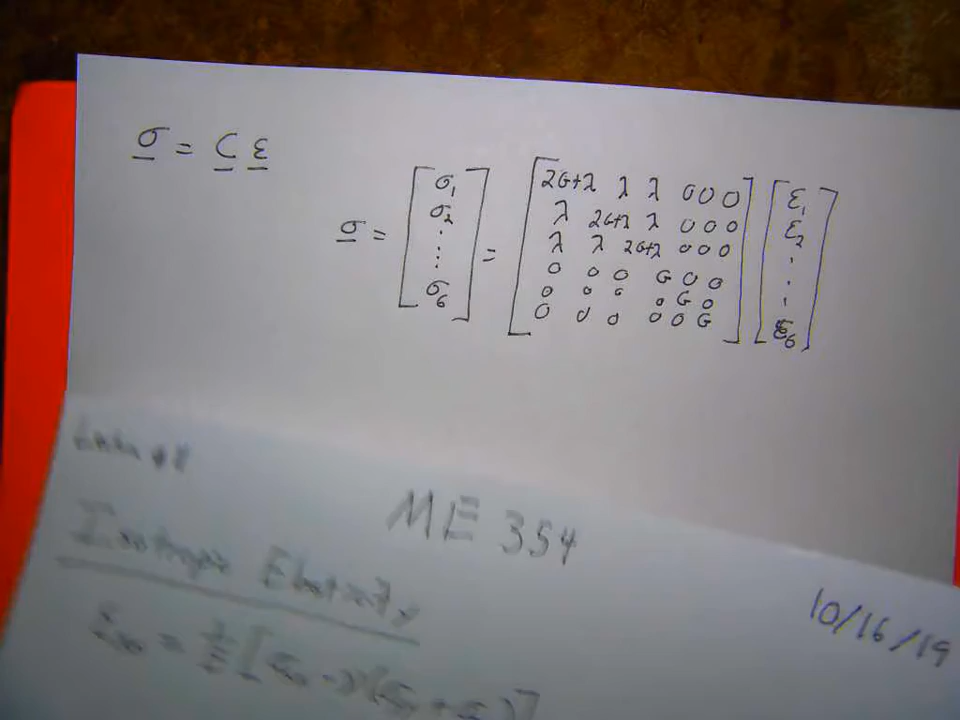 σ = C ε
σ = [σ1 σ2 ⋮ σ6] = [2G+λ λ λ 0 0 0
λ 2G+λ λ 0 0 0
λ λ 2G+λ 0 0 0
0 0 0 G 0 0
0 0 0 0 G 0
0 0 0 0 0 G] [ε1 ε2 ⋮ ε6]
ME 354
10/16/19
Isotropic Elasticity